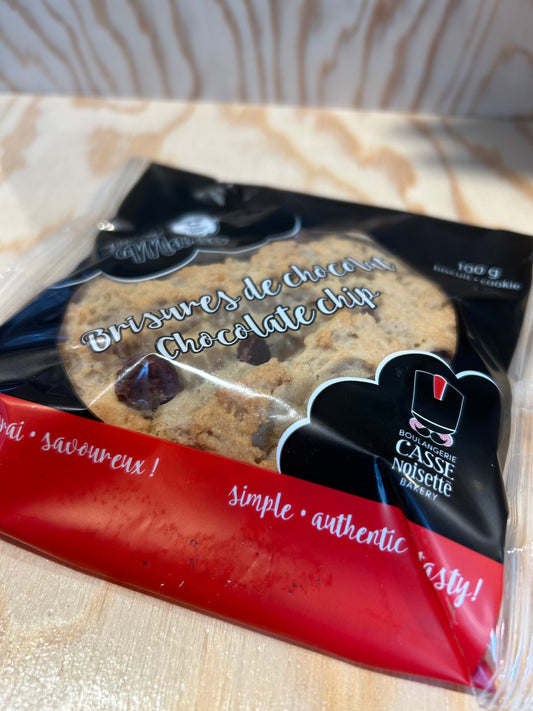 100 g
BISCUIT • COOKIE
Brisures de chocolat
Chocolate chip
BOULANGERIE
CASSE
NOISETTE
BAKERY
• savoureux !
simple • authentic
tasty !